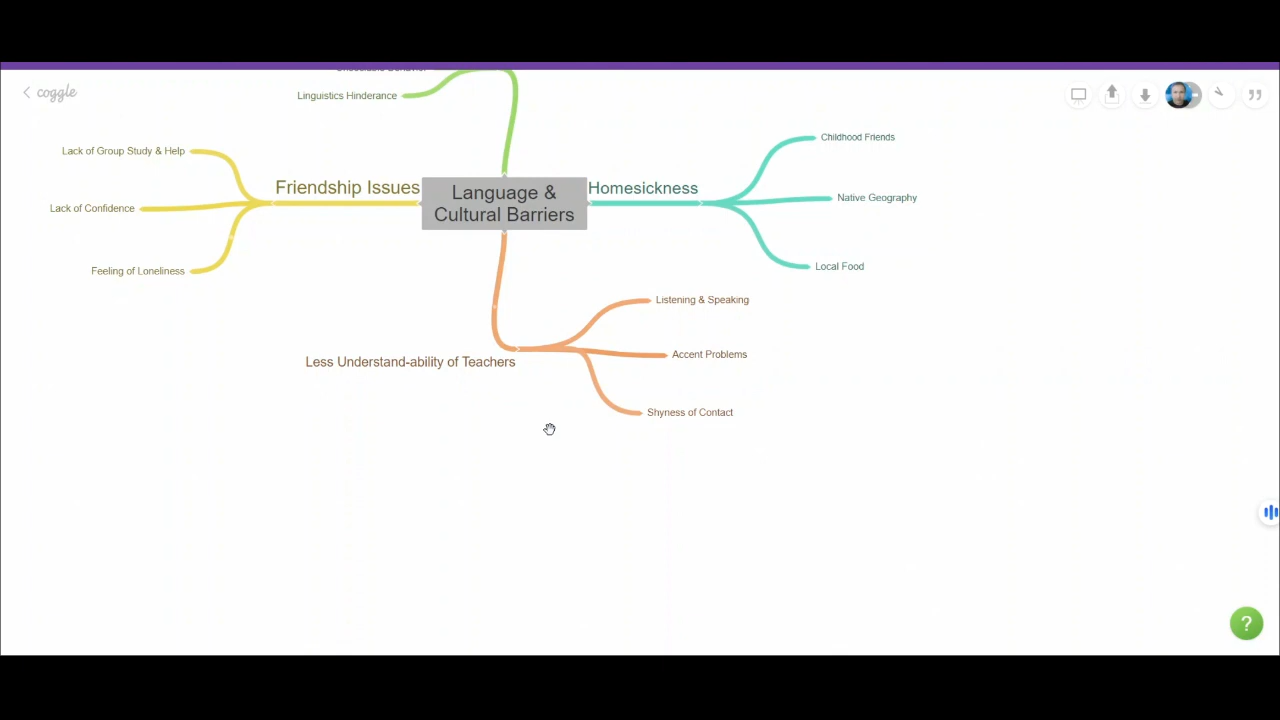 coggle
Linguistics Hinderance
Childhood Friends
Lack of Group Study & Help
Friendship Issues
Language &
Cultural Barriers
Homesickness
Native Geography
Lack of Confidence
Feeling of Loneliness
Local Food
Listening & Speaking
Less Understand-ability of Teachers
Accent Problems
Shyness of Contact
?